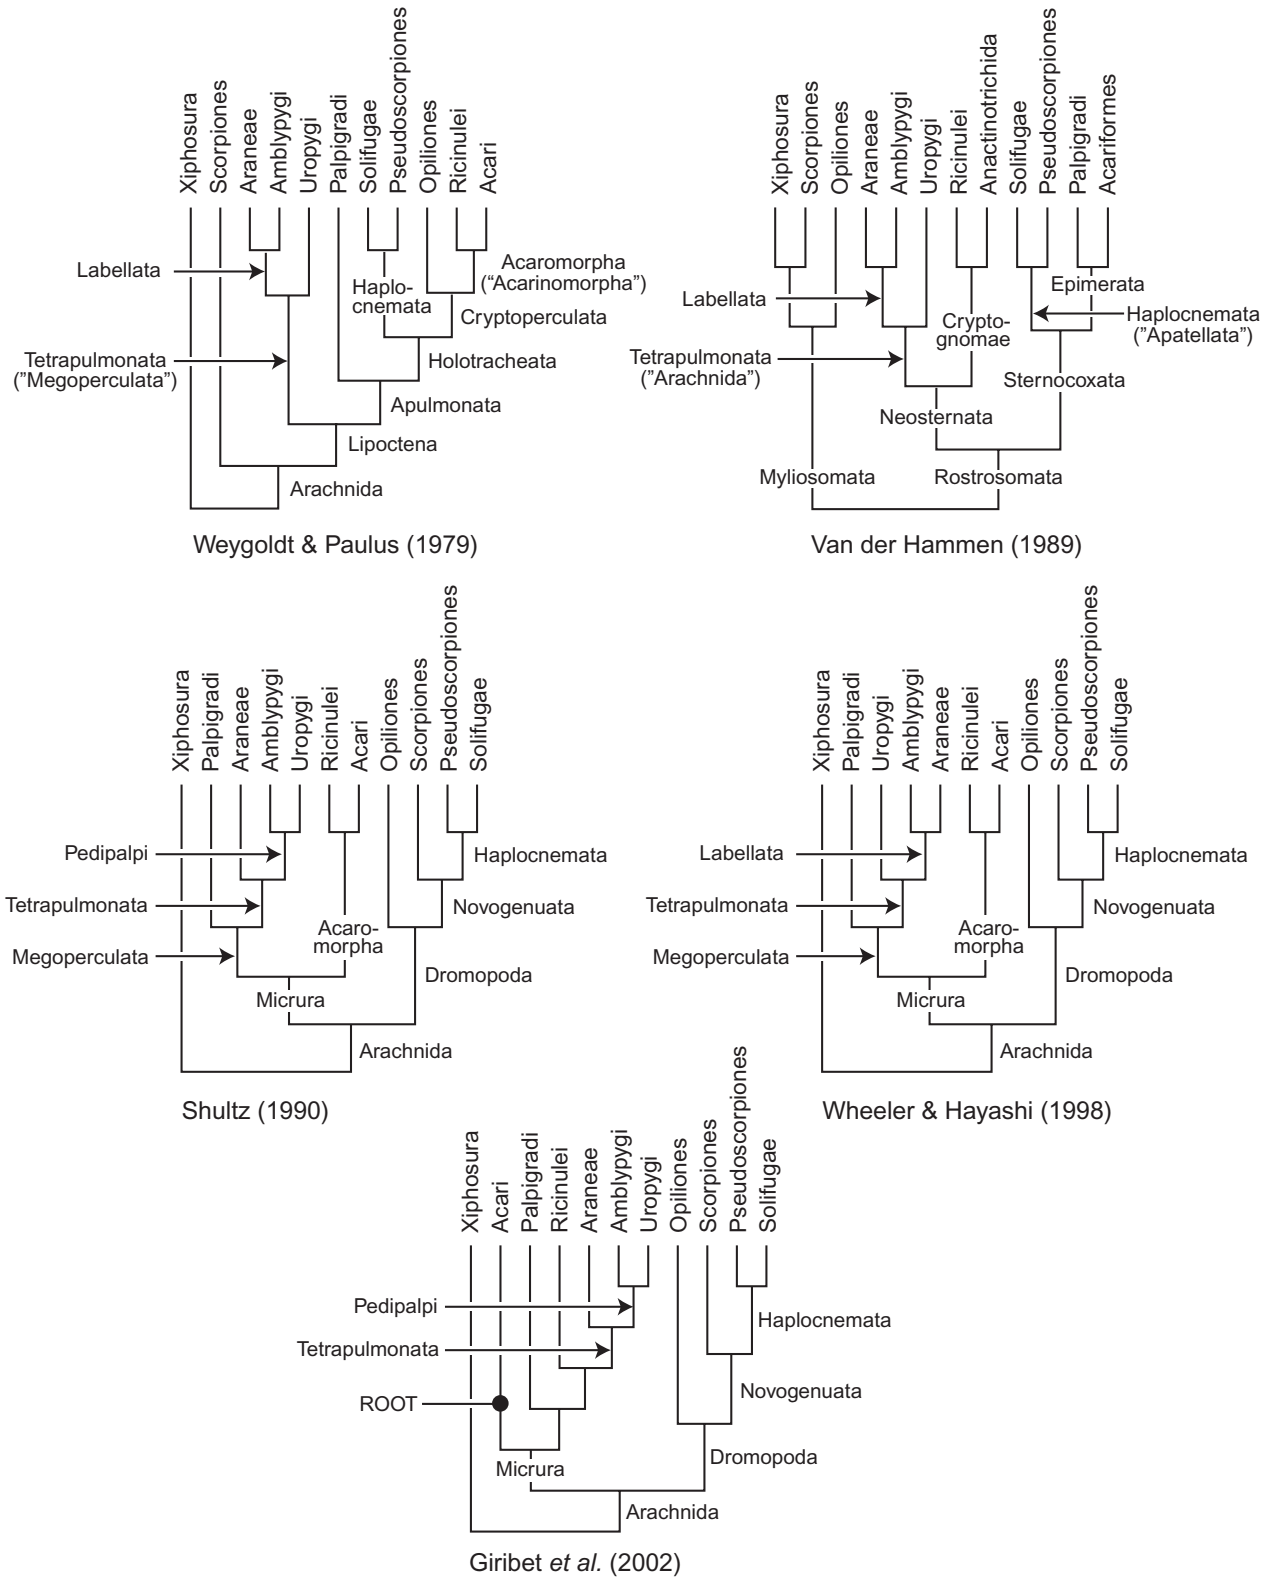 Xiphosura
Scorpiones
Araneae
Amblypygi
Uropygi
Palpigradi
Solifugae
Pseudoscorpiones
Opiliones
Ricinulei
Acari
Labellata
Haplo-
cnemata
Acaromorpha
(“Acarinomorpha”)
Cryptoperculata
Tetrapulmonata
(”Megoperculata”)
Holotracheata
Apulmonata
Lipoctena
Arachnida
Weygoldt & Paulus (1979)
Xiphosura
Scorpiones
Opiliones
Araneae
Amblypygi
Uropygi
Ricinulei
Anactinotrichida
Solifugae
Pseudoscorpiones
Palpigradi
Acariformes
Labellata
Epimerata
Haplocnemata
(”Apatellata”)
Crypto-
gnomae
Tetrapulmonata
(”Arachnida”)
Sternocoxata
Neosternata
Myliosomata
Rostrosomata
Van der Hammen (1989)
Xiphosura
Palpigradi
Araneae
Amblypygi
Uropygi
Ricinulei
Acari
Opiliones
Scorpiones
Pseudoscorpiones
Solifugae
Pedipalpi
Haplocnemata
Tetrapulmonata
Novogenuata
Acaro-
morpha
Megoperculata
Dromopoda
Micrura
Arachnida
Shultz (1990)
Xiphosura
Palpigradi
Uropygi
Amblypygi
Araneae
Ricinulei
Acari
Opiliones
Scorpiones
Pseudoscorpiones
Solifugae
Labellata
Haplocnemata
Tetrapulmonata
Novogenuata
Acaro-
morpha
Megoperculata
Dromopoda
Micrura
Arachnida
Wheeler & Hayashi (1998)
Xiphosura
Acari
Palpigradi
Ricinulei
Araneae
Amblypygi
Uropygi
Opiliones
Scorpiones
Pseudoscorpiones
Solifugae
Pedipalpi
Haplocnemata
Tetrapulmonata
Novogenuata
ROOT
Dromopoda
Micrura
Arachnida
Giribet et al. (2002)